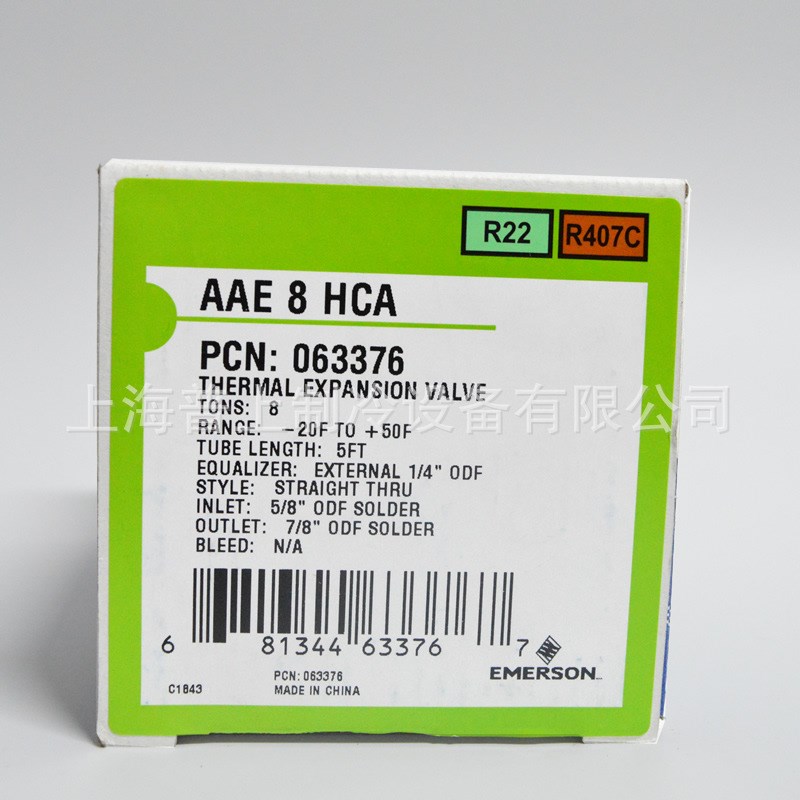 R22 R407C
AAE 8 HCA
PCN: 063376
THERMAL EXPANSION VALVE
上海普上制冷设备有限公司
TONS: 8
RANGE: -20F TO +50F
TUBE LENGTH: 5FT
EQUALIZER: EXTERNAL 1/4" ODF
STYLE: STRAIGHT THRU
INLET: 5/8" ODF SOLDER
OUTLET: 7/8" ODF SOLDER
BLEED: N/A
6 81344 63376 7
EMERSON
PCN: 063376
C1843 MADE IN CHINA